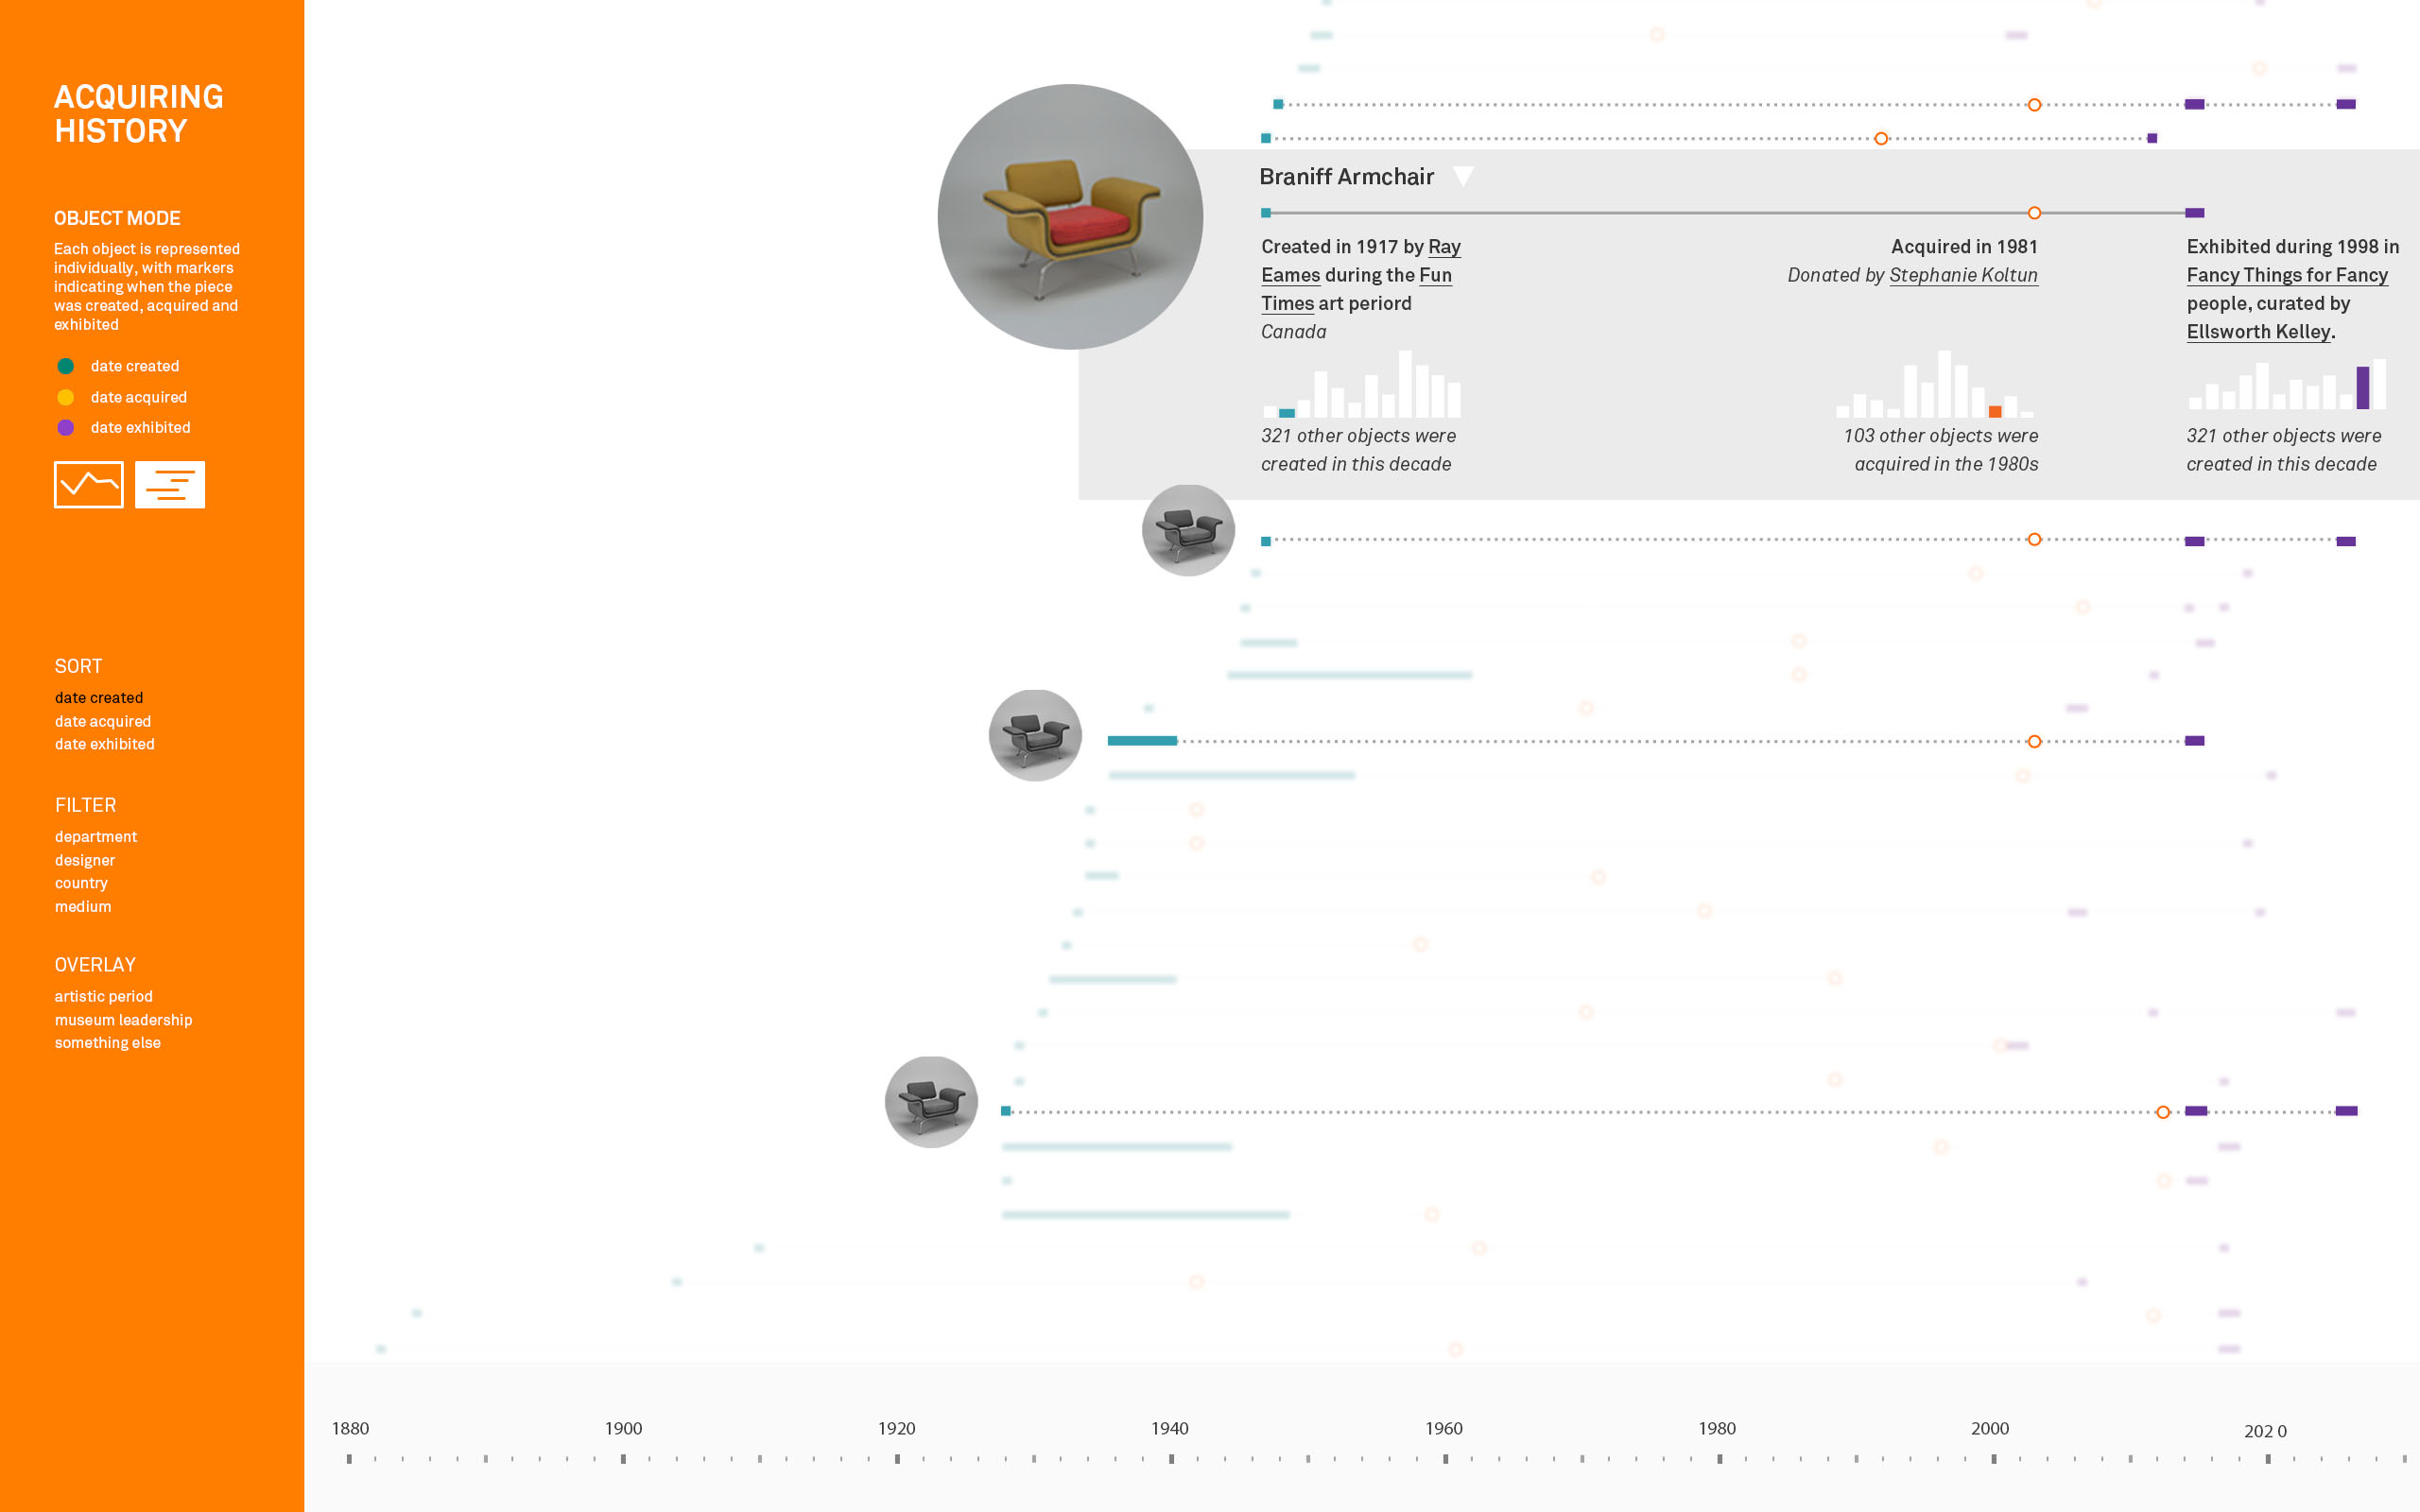 ACQUIRING
HISTORY
OBJECT MODE
Each object is represented
individually, with markers
indicating when the piece
was created, acquired and
exhibited
date created
date acquired
date exhibited
SORT
date created
date acquired
date exhibited
FILTER
department
designer
country
medium
OVERLAY
artistic period
museum leadership
something else
Braniff Armchair
Created in 1917 by Ray
Eames during the Fun
Times art periord
Canada
321 other objects were
created in this decade
Acquired in 1981
Donated by Stephanie Koltun
103 other objects were
acquired in the 1980s
Exhibited during 1998 in
Fancy Things for Fancy
people, curated by
Ellsworth Kelley.
321 other objects were
created in this decade
1880 1900 1920 1940 1960 1980 2000 202 0